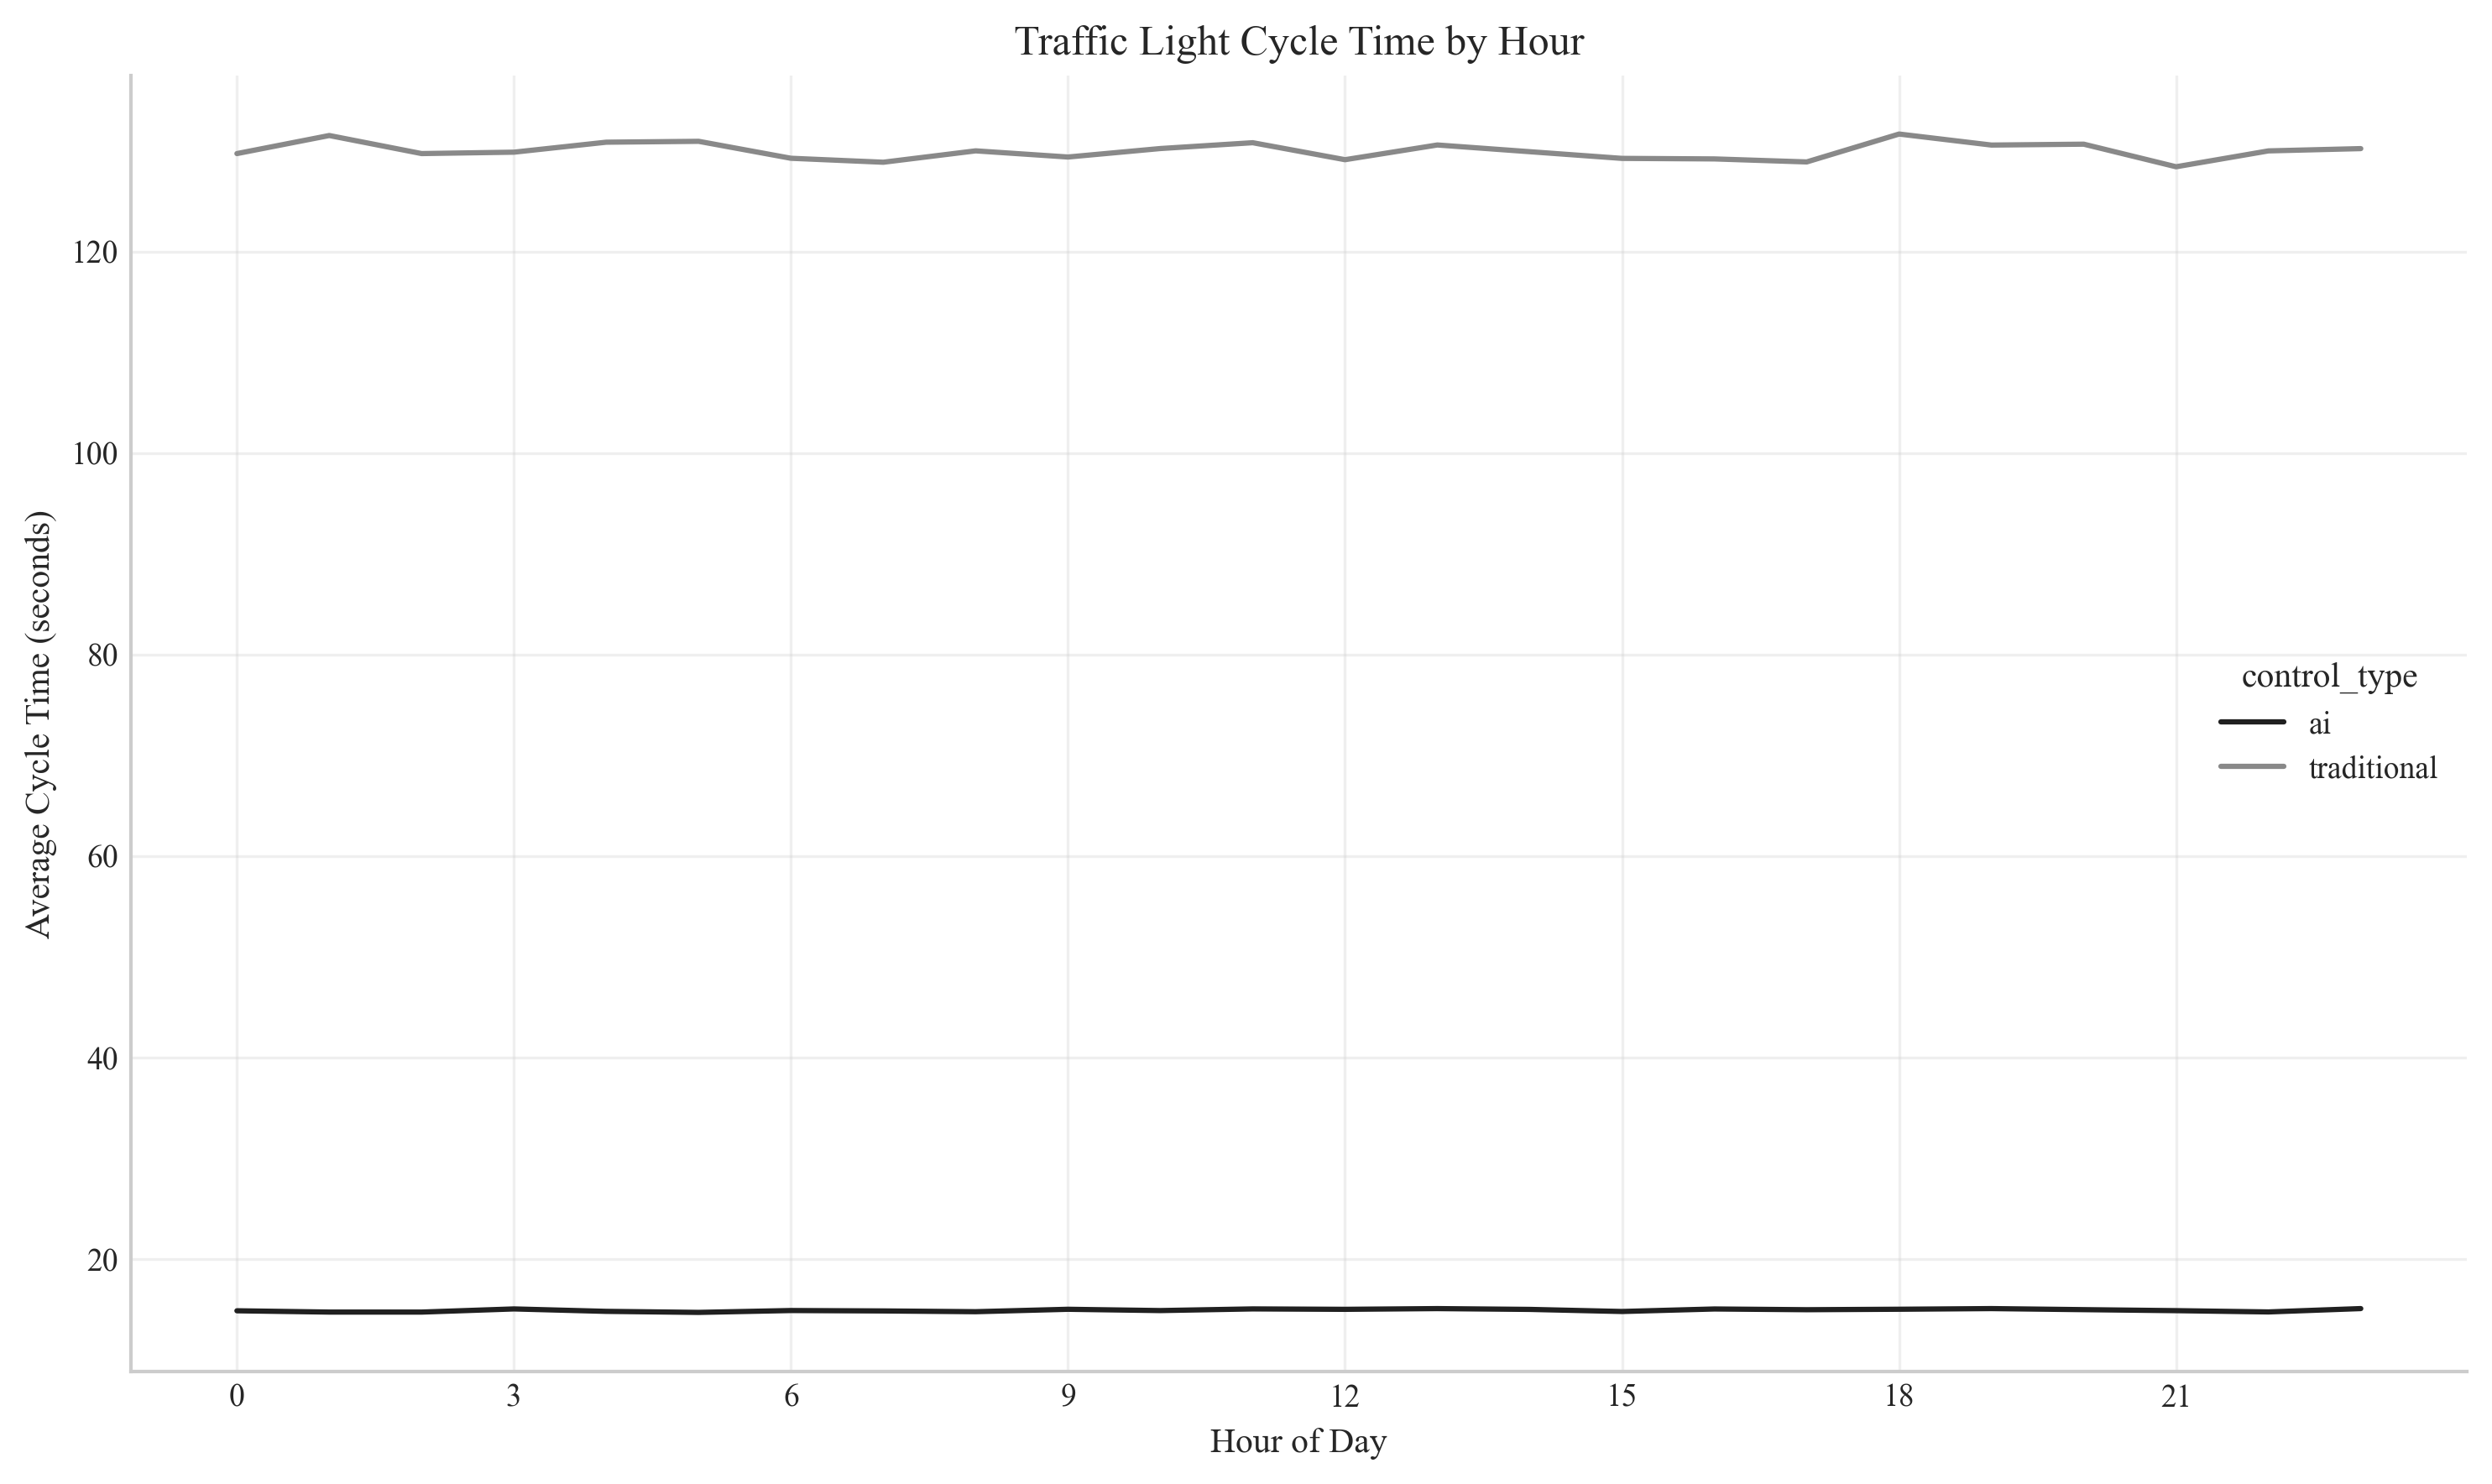 Traffic Light Cycle Time by Hour
Average Cycle Time (seconds)
120
100
80
60
40
20
control_type
ai
traditional
0 3 6 9 12 15 18 21
Hour of Day